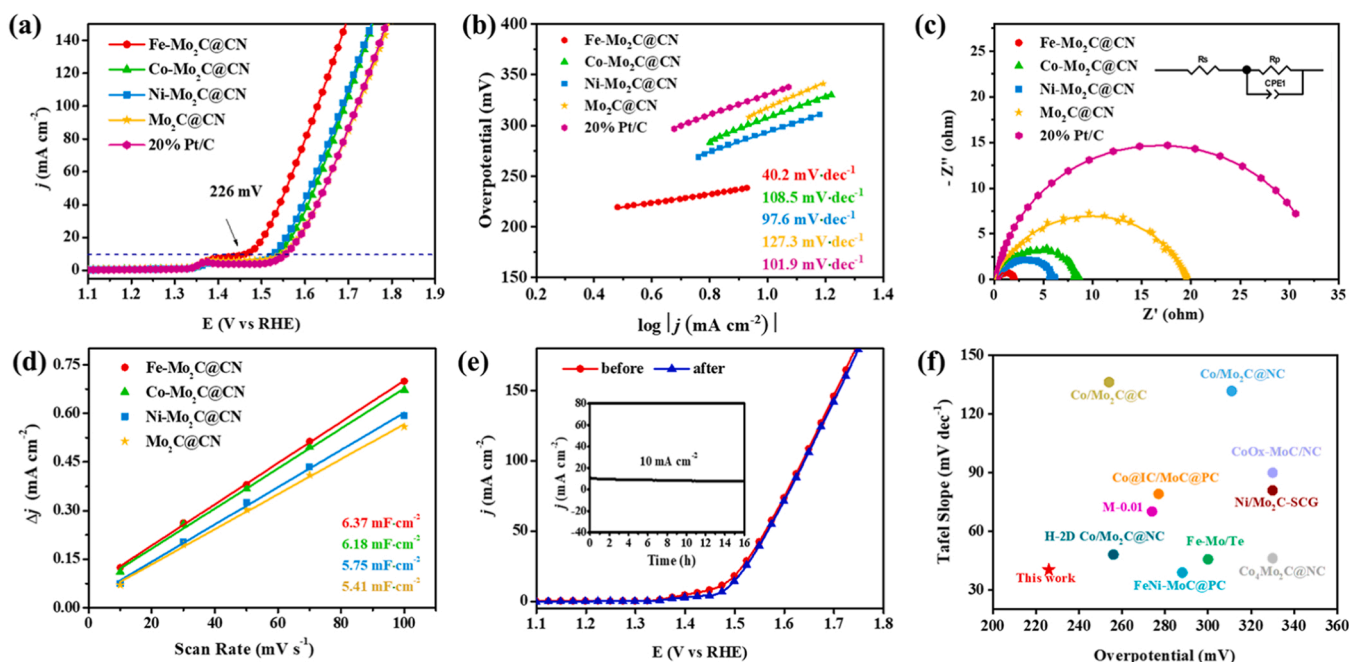 (a)
Fe-Mo₂C@CN
Co-Mo₂C@CN
Ni-Mo₂C@CN
Mo₂C@CN
20% Pt/C
226 mV
140
120
100
80
60
40
20
0
1.1 1.2 1.3 1.4 1.5 1.6 1.7 1.8 1.9
E (V vs RHE)
j (mA cm⁻²)
(b)
Fe-Mo₂C@CN
Co-Mo₂C@CN
Ni-Mo₂C@CN
Mo₂C@CN
20% Pt/C
40.2 mV·dec⁻¹
108.5 mV·dec⁻¹
97.6 mV·dec⁻¹
127.3 mV·dec⁻¹
101.9 mV·dec⁻¹
400
350
300
250
200
150
0.2 0.4 0.6 0.8 1.0 1.2 1.4
log |j (mA cm⁻²)|
Overpotential (mV)
(c)
Fe-Mo₂C@CN
Co-Mo₂C@CN
Ni-Mo₂C@CN
Mo₂C@CN
20% Pt/C
Rs
Rp
CPE1
25
20
15
10
5
0
0 5 10 15 20 25 30 35
Z' (ohm)
- Z'' (ohm)
(d)
Fe-Mo₂C@CN
Co-Mo₂C@CN
Ni-Mo₂C@CN
Mo₂C@CN
6.37 mF·cm⁻²
6.18 mF·cm⁻²
5.75 mF·cm⁻²
5.41 mF·cm⁻²
0.75
0.60
0.45
0.30
0.15
0.00
0 20 40 60 80 100
Scan Rate (mV s⁻¹)
Δj (mA cm⁻²)
(e)
before after
150
100
50
0
1.1 1.2 1.3 1.4 1.5 1.6 1.7 1.8
E (V vs RHE)
j (mA cm⁻²)
10 mA cm⁻²
80
60
40
20
0
-20
-40
0 2 4 6 8 10 12 14 16
Time (h)
j (mA cm⁻²)
(f)
Co/Mo₂C@C
Co/Mo₂C@NC
CoOx-MoC/NC
Co@IC/MoC@PC
Ni/Mo₂C-SCG
M-0.01
H-2D Co/Mo₂C@NC
Fe-Mo/Te
This work
FeNi-MoC@PC
Co₄Mo₂C@NC
150
120
90
60
30
200 220 240 260 280 300 320 340 360
Overpotential (mV)
Tafel Slope (mV dec⁻¹)